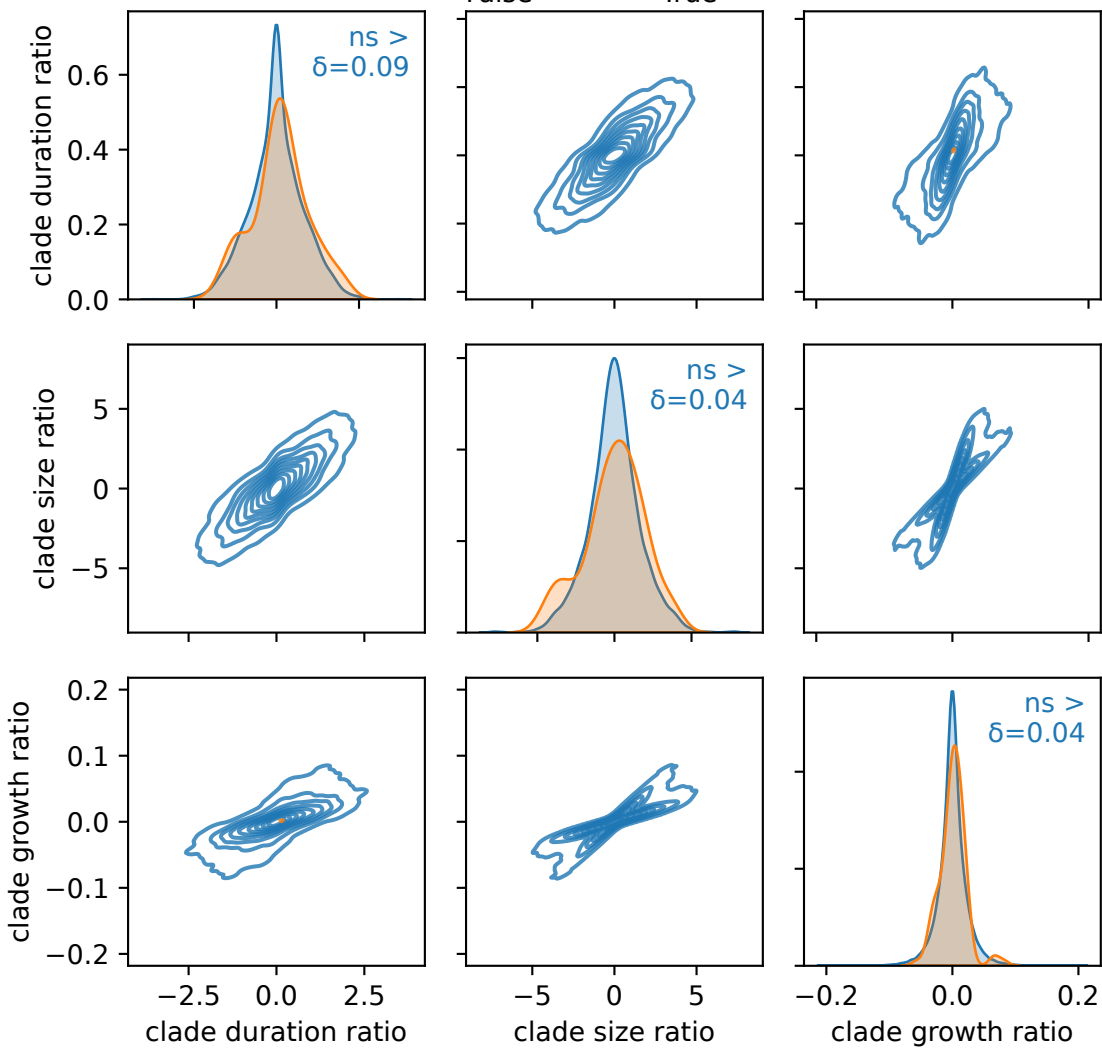 True
ns >
δ=0.09
clade duration ratio
0.6
0.4
0.2
0.0
ns >
δ=0.04
clade size ratio
5
0
−5
ns >
δ=0.04
clade growth ratio
0.2
0.1
0.0
−0.1
−0.2
−2.5 0.0 2.5 −5 0 5 −0.2 0.0 0.2
clade duration ratio clade size ratio clade growth ratio